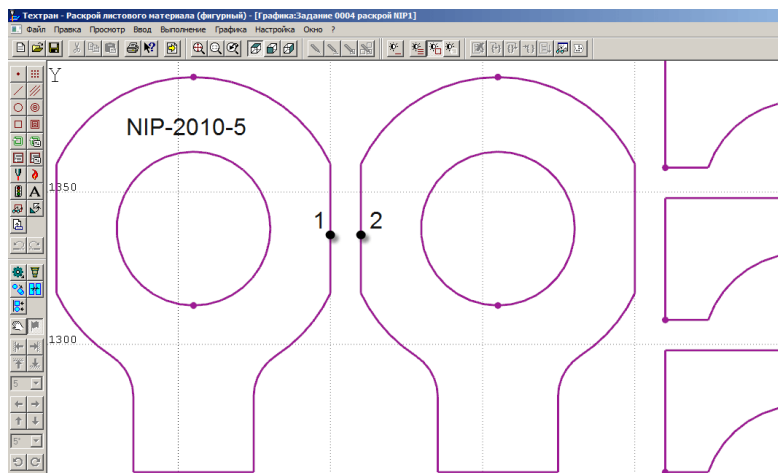 Техтран - Раскрой листового материала (фигурный) - [Графика:Задание 0004 раскрой NIP1]
Файл Правка Просмотр Ввод Выполнение Графика Настройка Окно ?
Y
NIP-2010-5
1350
1 2
1300
5
5°